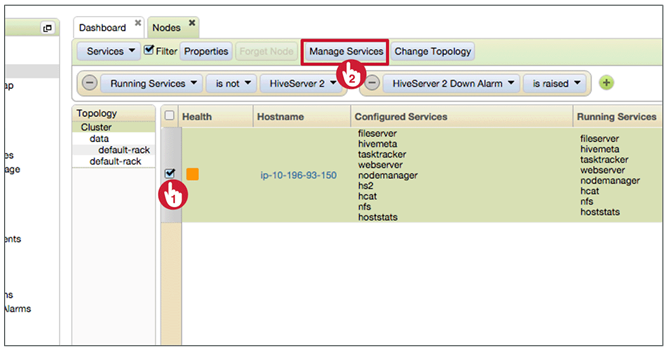 Dashboard Nodes
Services Filter Properties Forget Node Manage Services Change Topology
2
Running Services is not HiveServer 2 HiveServer 2 Down Alarm is raised
Topology
Cluster
data
default-rack
default-rack
Health Hostname Configured Services Running Services
ip-10-196-93-150
1
fileserver
hivemeta
tasktracker
webserver
nodemanager
hs2
hcat
nfs
hoststats
fileserver
hivemeta
tasktracker
webserver
nodemanager
hcat
nfs
hoststats
ap
es
age
ents
ns
Alarms